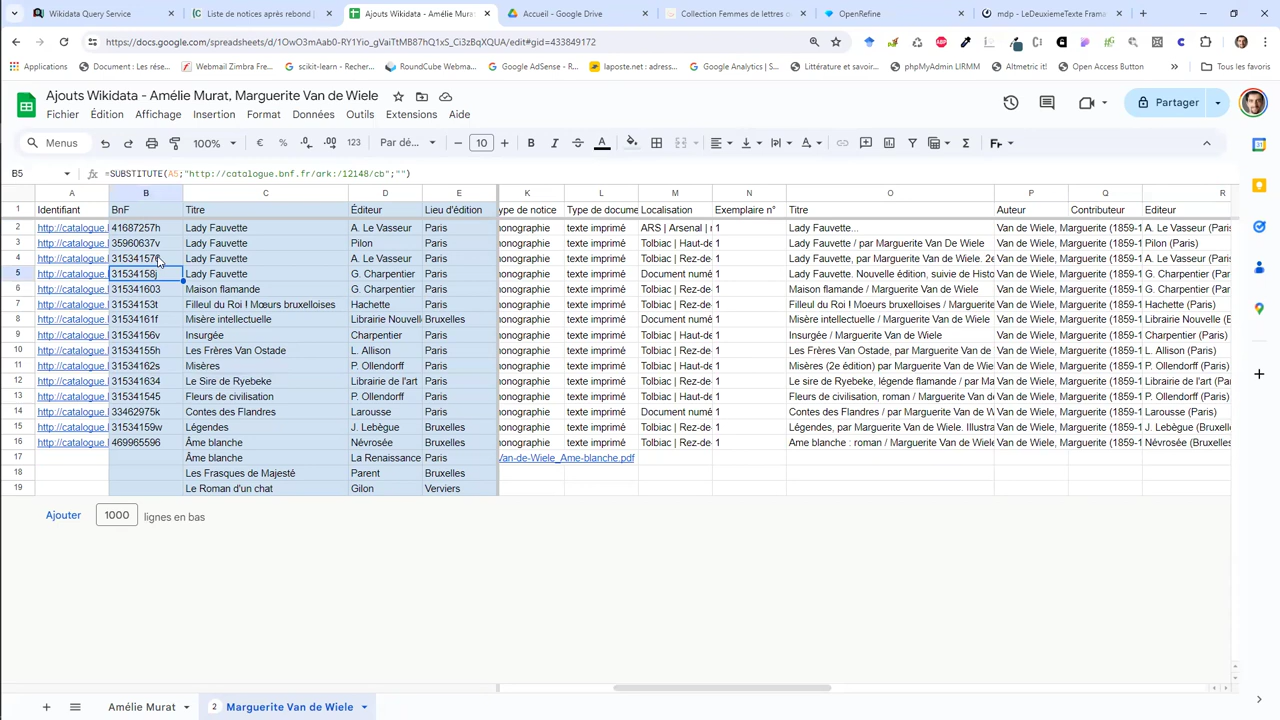 Wikidata Query Service
Liste de notices après rebond
Ajouts Wikidata - Amélie Murat
Accueil - Google Drive
Collection Femmes de lettres
OpenRefine
mdp - LeDeuxiemeTexte Fram
https://docs.google.com/spreadsheets/d/
/edit#gid=433849172
Applications
Document : Les rése...
Webmail Zimbra Fre...
scikit-learn - Recher...
RoundCube Webma...
Google AdSense - R...
laposte.net : adress...
Google Analytics | S...
Littérature et savoir...
phpMyAdmin LIRMM
Altmetric it!
Open Access Button
Tous les favoris
Ajouts Wikidata - Amélie Murat, Marguerite Van de Wiele
Partager
Fichier Édition Affichage Insertion Format Données Outils Extensions Aide
Menus 100% € % .0 .00 123 Par dé... 10 B I A
B5 fx =SUBSTITUTE(A5;"http://catalogue.bnf.fr/ark:/12148/cb";"")
A B C D E K L M N O P Q R
1 Identifiant BnF Titre Éditeur Lieu d'édition ype de notice Type de docume Localisation Exemplaire n° Titre Auteur Contributeur Editeur
2 http://catalogue. 41687257h Lady Fauvette A. Le Vasseur Paris nonographie texte imprimé ARS | Arsenal | 1 Lady Fauvette... Van de Wiele, Marguerite (1859-1 A. Le Vasseur (Paris
3 http://catalogue. 35960637v Lady Fauvette Pilon Paris nonographie texte imprimé Tolbiac | Haut-de 1 Lady Fauvette / par Marguerite Van De Wiele Van de Wiele, Marguerite (1859-1 Pilon (Paris)
4 http://catalogue. Lady Fauvette A. Le Vasseur Paris nonographie texte imprimé Tolbiac | Rez-de- 1 Lady Fauvette, par Marguerite Van de Wiele. 2e Van de Wiele, Marguerite (1859-1 A. Le Vasseur (Paris
5 http://catalogue. 31534158j Lady Fauvette G. Charpentier Paris nonographie texte imprimé Document numé 1 Lady Fauvette. Nouvelle édition, suivie de Histo Van de Wiele, Marguerite (1859-1 G. Charpentier (Paris
6 http://catalogue. 315341603 Maison flamande G. Charpentier Paris nonographie texte imprimé Tolbiac | Rez-de- 1 Maison flamande / Marguerite Van de Wiele Van de Wiele, Marguerite (1859-1 G. Charpentier (Paris
7 http://catalogue. 31534153t Filleul du Roi ! Mœurs bruxelloises Hachette Paris nonographie texte imprimé Tolbiac | Haut-de 1 Filleul du Roi ! Moeurs bruxelloises / Marguerite Van de Wiele, Marguerite (1859-1 Hachette (Paris)
8 http://catalogue. 31534161f Misère intellectuelle Librairie Nouvell Bruxelles nonographie texte imprimé Document numé 1 Misère intellectuelle / Marguerite Van de Wiele Van de Wiele, Marguerite (1859-1 Librairie Nouvelle (E
9 http://catalogue. 31534156v Insurgée Charpentier Paris nonographie texte imprimé Tolbiac | Haut-de 1 Insurgée / Marguerite Van de Wiele Van de Wiele, Marguerite (1859-1 Charpentier (Paris)
10 http://catalogue. 31534155h Les Frères Van Ostade L. Allison Paris nonographie texte imprimé Tolbiac | Rez-de- 1 Les Frères Van Ostade, par Marguerite Van de Van de Wiele, Marguerite (1859-1 L. Allison (Paris)
11 http://catalogue. 31534162s Misères P. Ollendorf Paris nonographie texte imprimé Tolbiac | Haut-de 1 Misères (2e édition) par Marguerite Van de Wiel Van de Wiele, Marguerite (1859-1 P. Ollendorf (Paris)
12 http://catalogue. 315341634 Le Sire de Ryebeke Librairie de l'art Paris nonographie texte imprimé Tolbiac | Rez-de- 1 Le sire de Ryebeke, légende flamande / par Ma Van de Wiele, Marguerite (1859-1 Librairie de l'art (Par
13 http://catalogue. 315341545 Fleurs de civilisation P. Ollendorff Paris nonographie texte imprimé Tolbiac | Haut-de 1 Fleurs de civilisation, roman / Marguerite Van de Van de Wiele, Marguerite (1859-1 P. Ollendorff (Paris)
14 http://catalogue. 33462975k Contes des Flandres Larousse Paris nonographie texte imprimé Document numé 1 Contes des Flandres / par Marguerite Van de W Van de Wiele, Marguerite (1859-1 Larousse (Paris)
15 http://catalogue. 31534159w Légendes J. Lebègue Bruxelles nonographie texte imprimé Tolbiac | Rez-de- 1 Légendes, par Marguerite Van de Wiele. Illustra Van de Wiele, Marguerite (1859-1 J. Lebègue (Bruxelle
16 http://catalogue. 469965596 Âme blanche Névrosée Bruxelles nonographie texte imprimé Tolbiac | Rez-de- 1 Ame blanche : roman / Marguerite Van de Wiele Van de Wiele, Marguerite (1859-1 Névrosée (Bruxelles
17 Âme blanche La Renaissance Paris Van-de-Wiele_Ame-blanche.pdf
18 Les Frasques de Majesté Parent Bruxelles
19 Le Roman d'un chat Gilon Verviers
Ajouter 1000 lignes en bas
Amélie Murat 2 Marguerite Van de Wiele